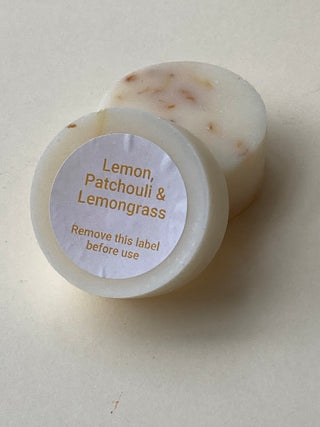 Lemon,
Patchouli &
Lemongrass
Remove this label
before use